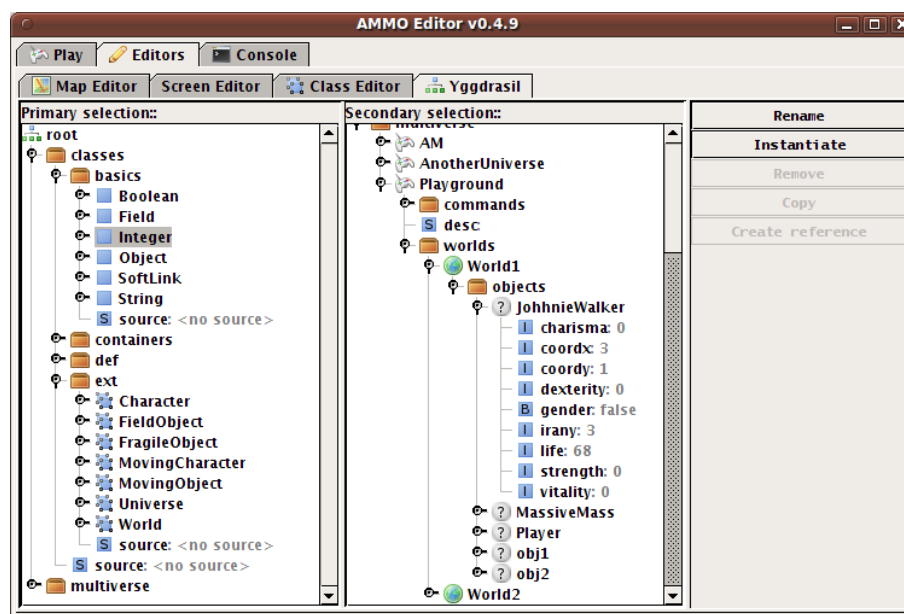 AMMO Editor v0.4.9
Play Editors Console
Map Editor Screen Editor Class Editor Yggdrasil
Primary selection::
root
classes
basics
Boolean
Field
Integer
Object
SoftLink
String
S source: <no source>
containers
def
ext
Character
FieldObject
FragileObject
MovingCharacter
MovingObject
Universe
World
S source: <no source>
S source: <no source>
multiverse
Secondary selection::
multiverse
AM
AnotherUniverse
Playground
commands
S desc
worlds
World1
objects
? JohhnieWalker
I charisma: 0
I coordx: 3
I coordy: 1
I dexterity: 0
B gender: false
I irany: 3
I life: 68
I strength: 0
I vitality: 0
? MassiveMass
? Player
? obj1
? obj2
World2
Rename
Instantiate
Remove
Copy
Create reference